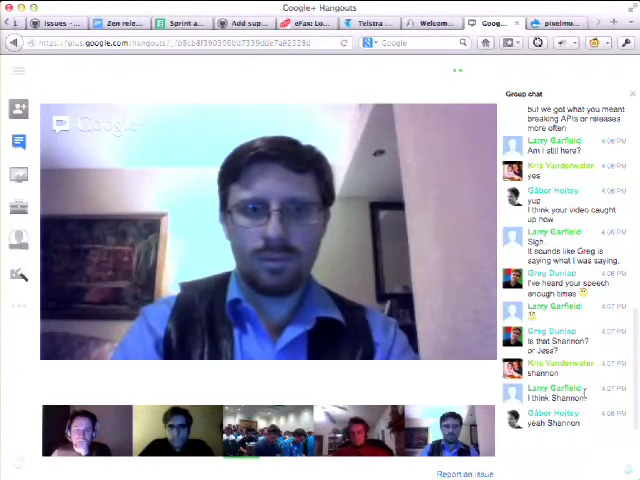 Google+ Hangouts
Issues -
Zen rele
Sprint a
Add sup
eFax: Lo
Telstra
Welcom
Goog
pixelmo
https://plus.google.com/hangouts/_/
Google
Google+
Group chat
but we got what you meant
breaking APIs or releases
more often
Larry Garfield 4:06 PM
Am I still here?
Kris Vanderwater 4:06 PM
yes
Gábor Hojtsy 4:06 PM
yup
I think your video caught
up now
Larry Garfield 4:06 PM
Sigh
It sounds like Greg is
saying what I was saying.
Greg Dunlap 4:06 PM
I've heard your speech
enough times
Larry Garfield 4:07 PM
Greg Dunlap 4:07 PM
Is that Shannon?
or Jess?
Kris Vanderwater 4:07 PM
shannon
Larry Garfield 4:07 PM
I think Shannon
Gábor Hojtsy 4:08 PM
yeah Shannon
Report an issue